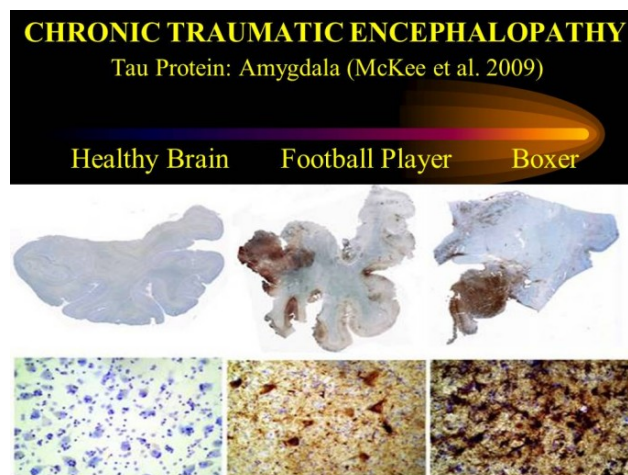 CHRONIC TRAUMATIC ENCEPHALOPATHY
Tau Protein: Amygdala (McKee et al. 2009)
Healthy Brain Football Player Boxer